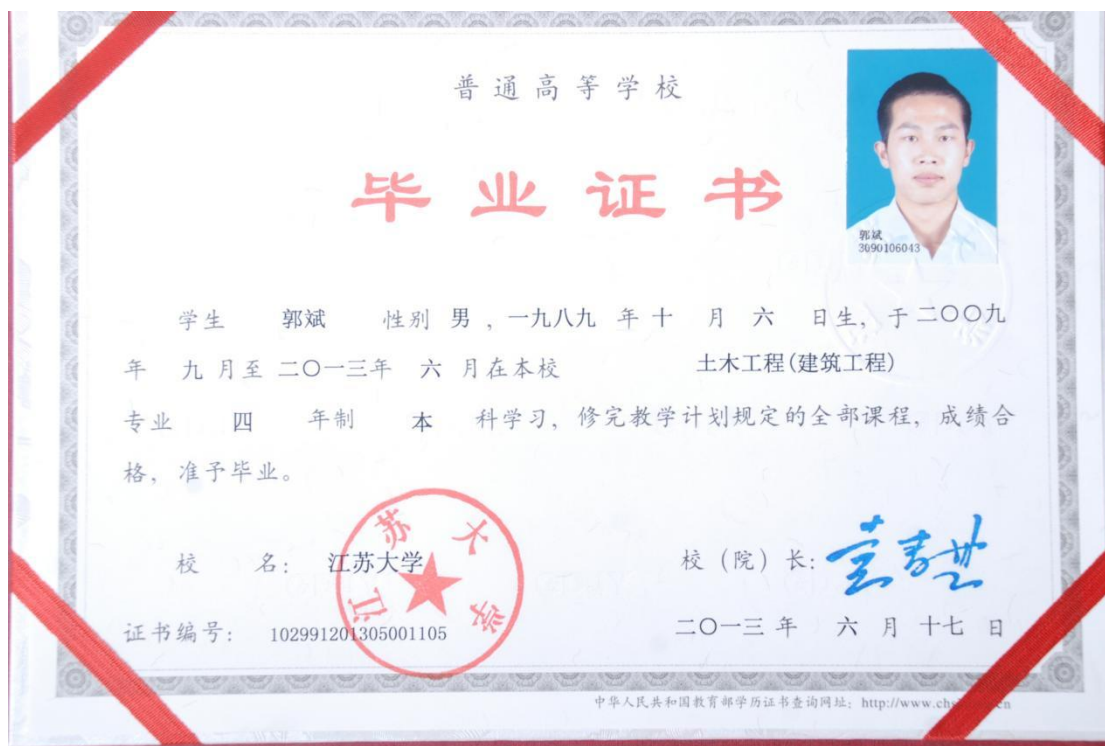 普通高等学校
毕业证书
郭斌
3090106043
学生 郭斌 性别 男 ，一九八九 年 十 月 六 日生，于二〇〇九
年 九 月至 二〇一三年 六 月在本校 土木工程(建筑工程)
专业 四 年制 本 科学习，修完教学计划规定的全部课程，成绩合
格，准予毕业。
江苏大学
校 名： 江苏大学 校（院）长：
证书编号： 102991201305001105 二〇一三 年 六 月 十七 日
中华人民共和国教育部学历证书查询网址：http://www.ch cn